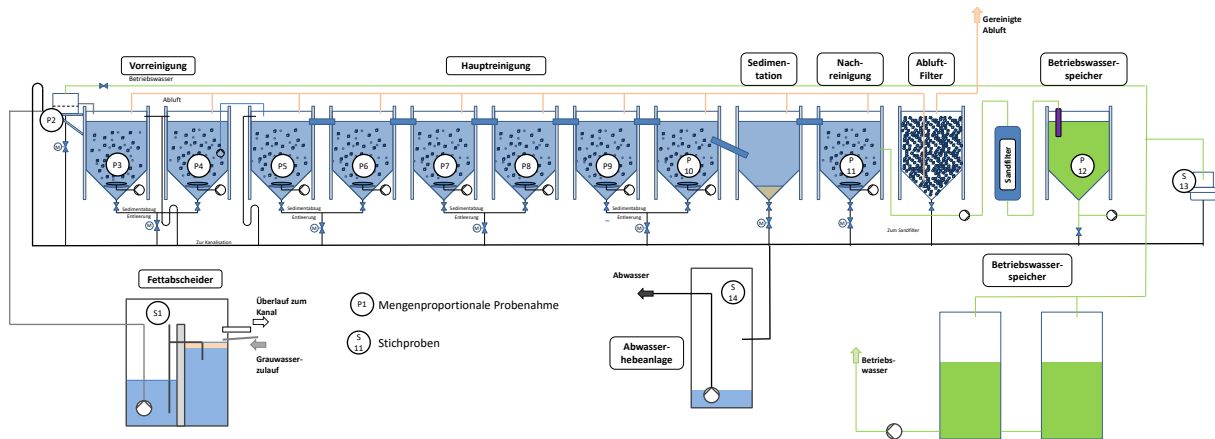 Gereinigte
Abluft
Vorreinigung
Hauptreinigung
Sedimen-
tation
Nach-
reinigung
Abluft-
Filter
Betriebswasser
speicher
Betriebswasser
Abluft
P2
P3
P4
P5
P6
P7
P8
P9
P
10
P
11
Sandfilter
P
12
S
13
Sedimentabzug
Entleerung
Sedimentabzug
Entleerung
Sedimentabzug
Entleerung
Sedimentabzug
Entleerung
M
M
M
M
M
M
M
Zur Kanalisation
Zum Sandfilter
Fettabscheider
S1
Überlauf zum
Kanal
Grauwasser-
zulauf
P1
Mengenproportionale Probenahme
S
11
Stichproben
Abwasser
S
14
Abwasser-
hebeanlage
Betriebswasser-
speicher
Betriebs-
wasser